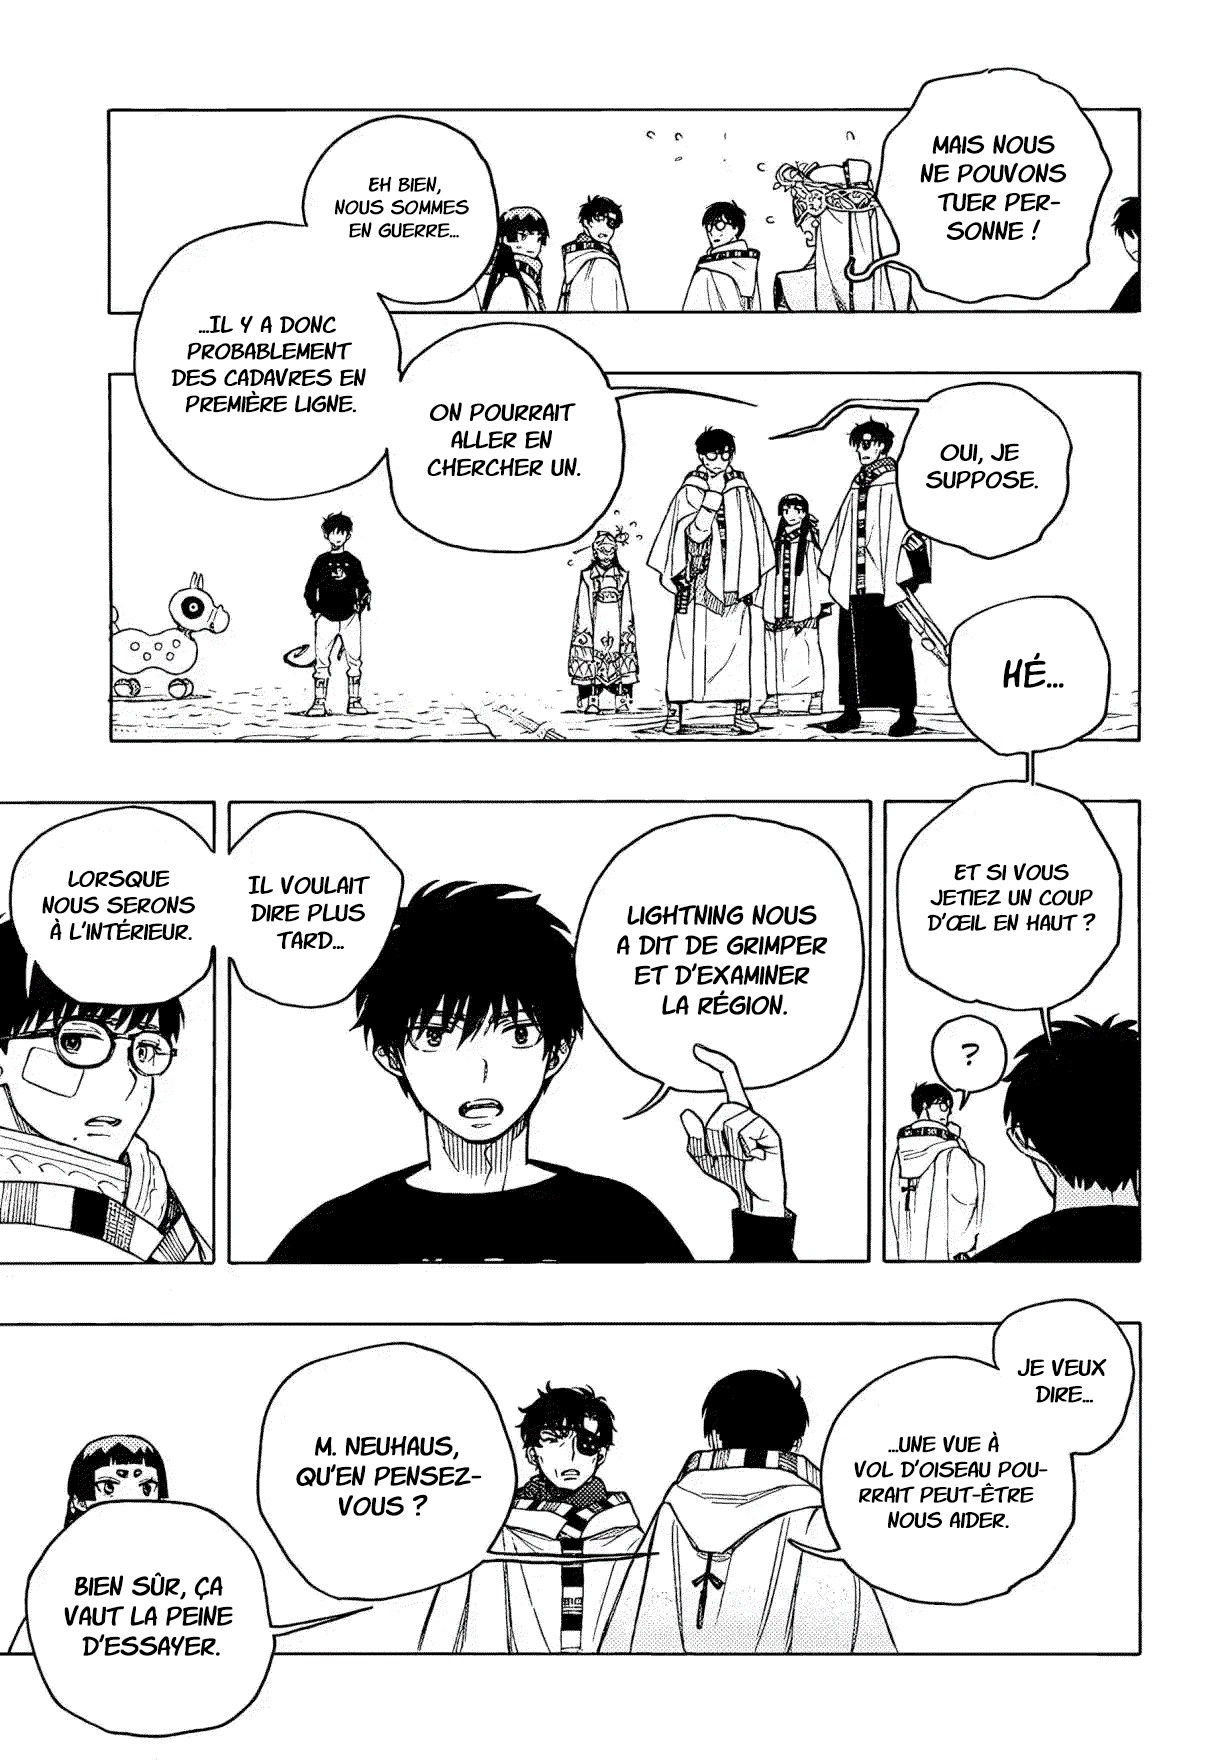 MAIS NOUS
NE POUVONS
TUER PER-
SONNE !
EH BIEN,
NOUS SOMMES
EN GUERRE...
...IL Y A DONC
PROBABLEMENT
DES CADAVRES EN
PREMIÈRE LIGNE.
ON POURRAIT
ALLER EN
CHERCHER UN.
OUI, JE
SUPPOSE.
HÉ...
ET SI VOUS
JETIEZ UN COUP
D'ŒIL EN HAUT ?
?
LIGHTNING NOUS
A DIT DE GRIMPER
ET D'EXAMINER
LA RÉGION.
IL VOULAIT
DIRE PLUS
TARD...
LORSQUE
NOUS SERONS
À L'INTÉRIEUR.
JE VEUX
DIRE...
...UNE VUE À
VOL D'OISEAU POU-
RRAIT PEUT-ÊTRE
NOUS AIDER.
M. NEUHAUS,
QU'EN PENSEZ-
VOUS ?
BIEN SÛR, ÇA
VAUT LA PEINE
D'ESSAYER.